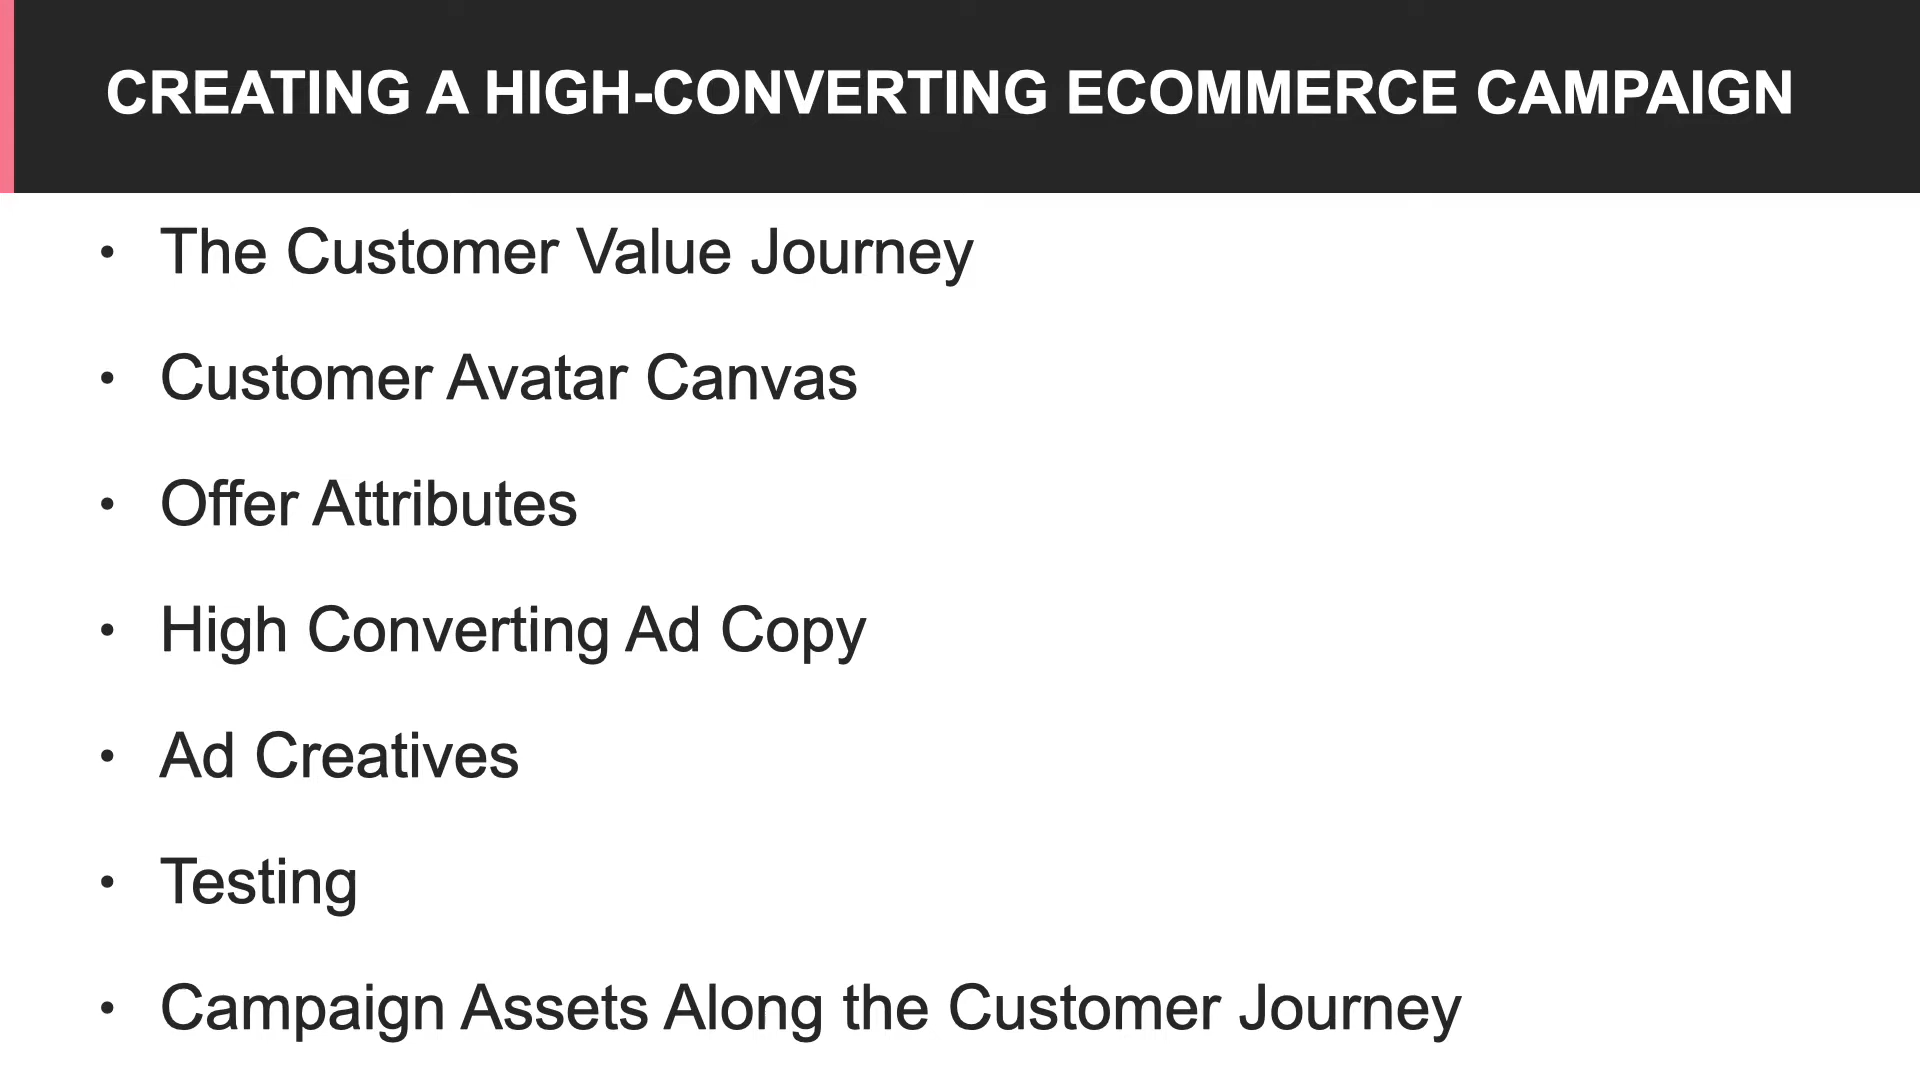 CREATING A HIGH-CONVERTING ECOMMERCE CAMPAIGN
• The Customer Value Journey
• Customer Avatar Canvas
• Offer Attributes
• High Converting Ad Copy
• Ad Creatives
• Testing
• Campaign Assets Along the Customer Journey